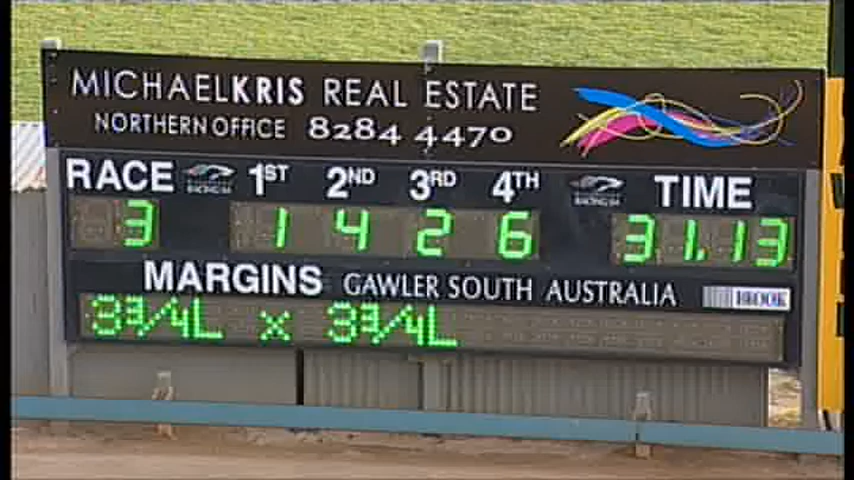 MICHAELKRIS REAL ESTATE
NORTHERN OFFICE 8284 4470
RACE 1ST 2ND 3RD 4TH TIME
3 1 4 2 6 31.13
MARGINS GAWLER SOUTH AUSTRALIA BROOK
3¾L x 3¾L